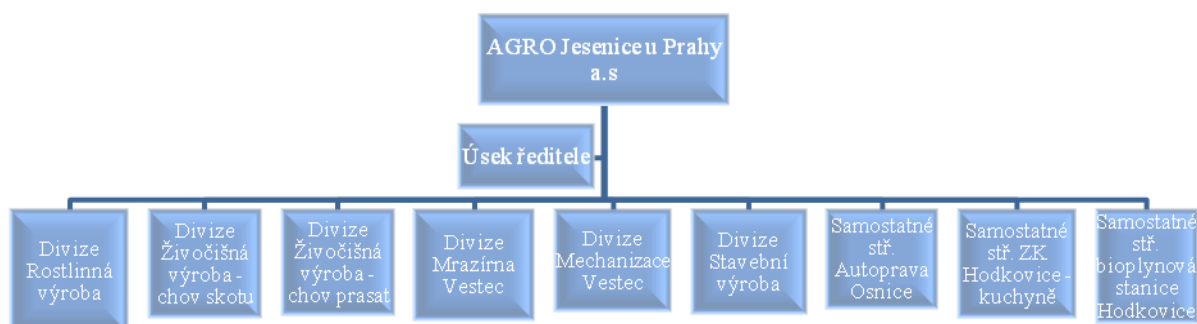 AGRO Jesenice u Prahy
a.s
Úsek ředitele
Divize
Rostlinná
výroba
Divize
Živočišná
výroba -
chov skotu
Divize
Živočišná
výroba -
chov prasat
Divize
Mrazírna
Vestec
Divize
Mechanizace
Vestec
Divize
Stavební
výroba
Samostatné
stř.
Autoprava
Osnice
Samostatné
stř. ZK
Hodkovice -
kuchyně
Samostatné
stř.
bioplynová
stanice
Hodkovice